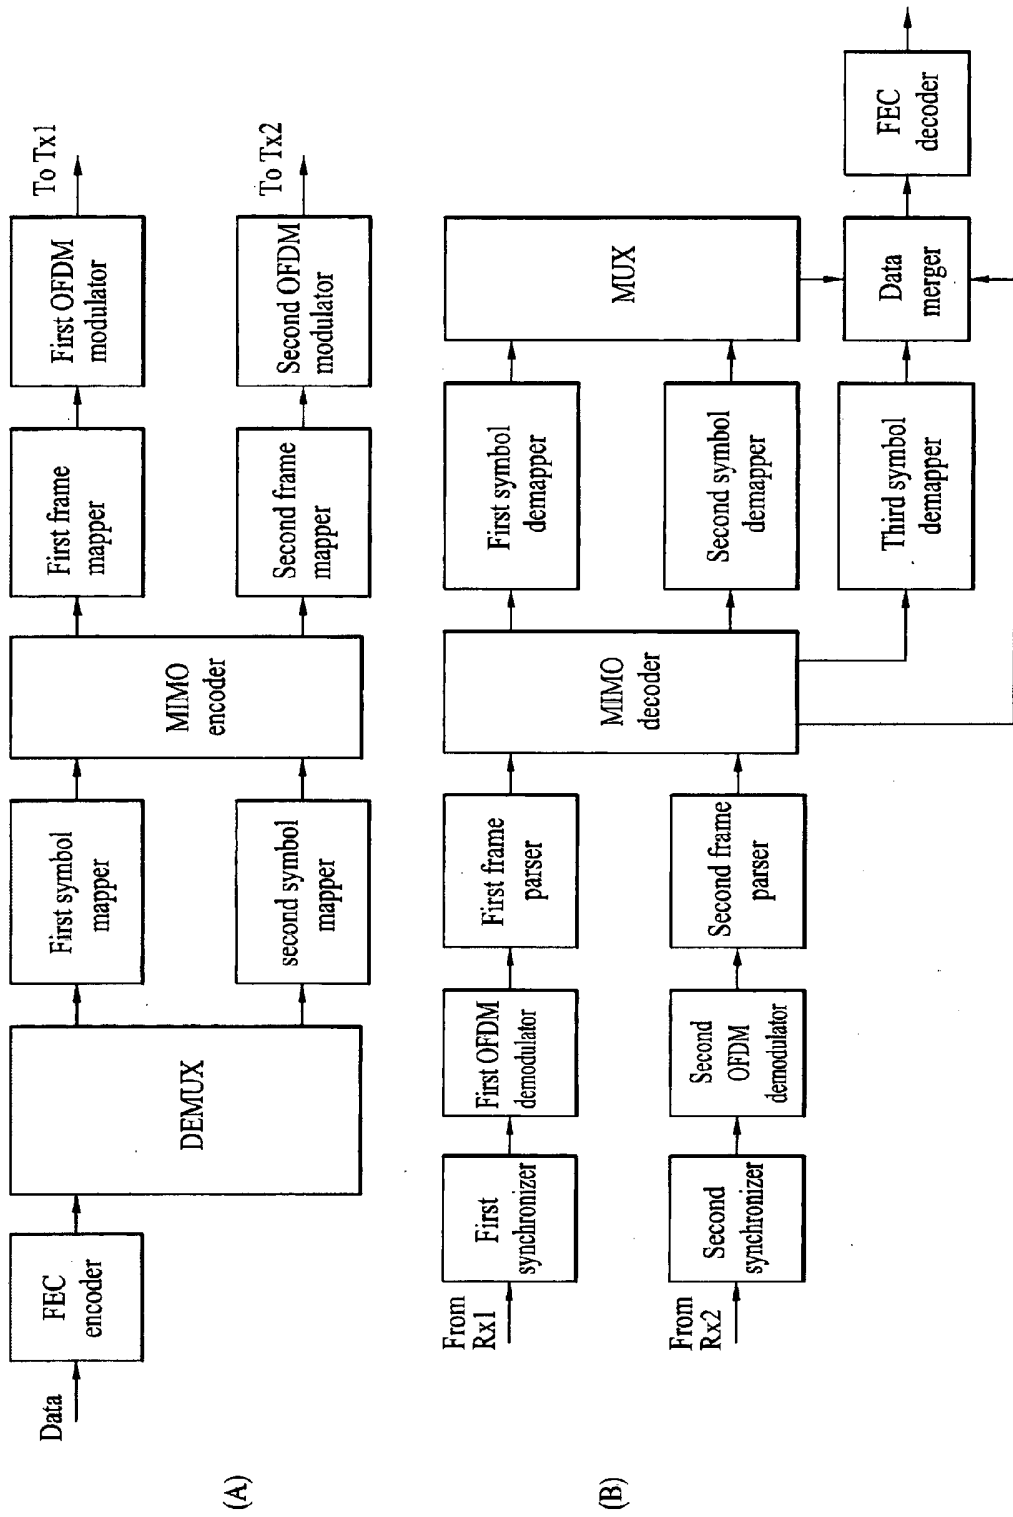 (A)
Data
FEC
encoder
DEMUX
First symbol
mapper
second symbol
mapper
MIMO
encoder
First frame
mapper
Second frame
mapper
First OFDM
modulator
Second OFDM
modulator
To Tx1
To Tx2
(B)
From
Rx1
From
Rx2
First
synchronizer
Second
synchronizer
First OFDM
demodulator
Second
OFDM
demodulator
First frame
parser
Second frame
parser
MIMO
decoder
First symbol
demapper
Second symbol
demapper
Third symbol
demapper
MUX
Data
merger
FEC
decoder